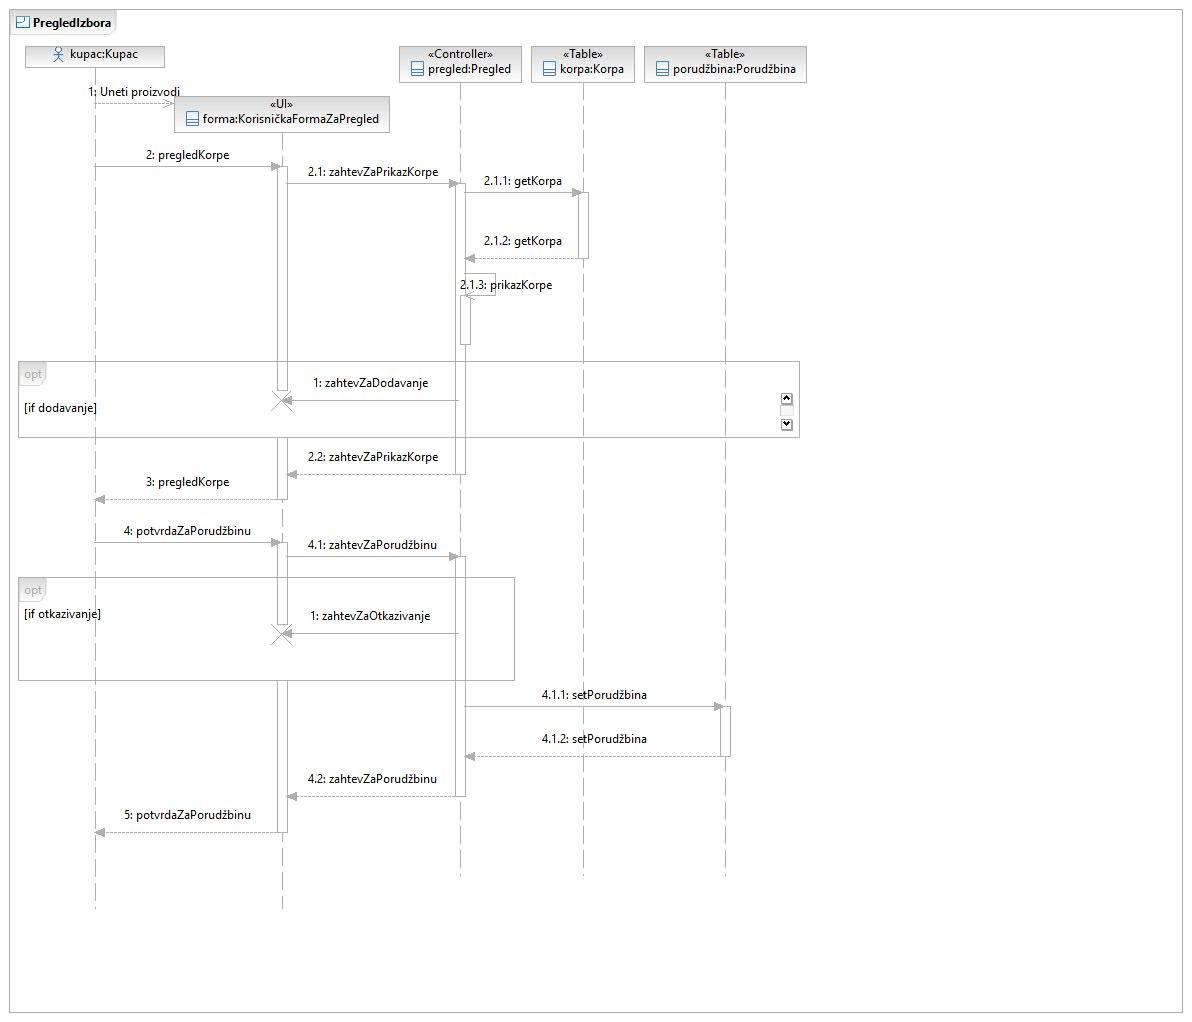 PregledIzbora
kupac:Kupac
«Controller»
pregled:Pregled
«Table»
korpa:Korpa
«Table»
porudžbina:Porudžbina
1: Uneti proizvodi
«UI»
forma:KorisničkaFormaZaPregled
2: pregledKorpe
2.1: zahtevZaPrikazKorpe
2.1.1: getKorpa
2.1.2: getKorpa
2.1.3: prikazKorpe
opt
1: zahtevZaDodavanje
[if dodavanje]
2.2: zahtevZaPrikazKorpe
3: pregledKorpe
4: potvrdaZaPorudžbinu
4.1: zahtevZaPorudžbinu
opt
[if otkazivanje]
1: zahtevZaOtkazivanje
4.1.1: setPorudžbina
4.1.2: setPorudžbina
4.2: zahtevZaPorudžbinu
5: potvrdaZaPorudžbinu